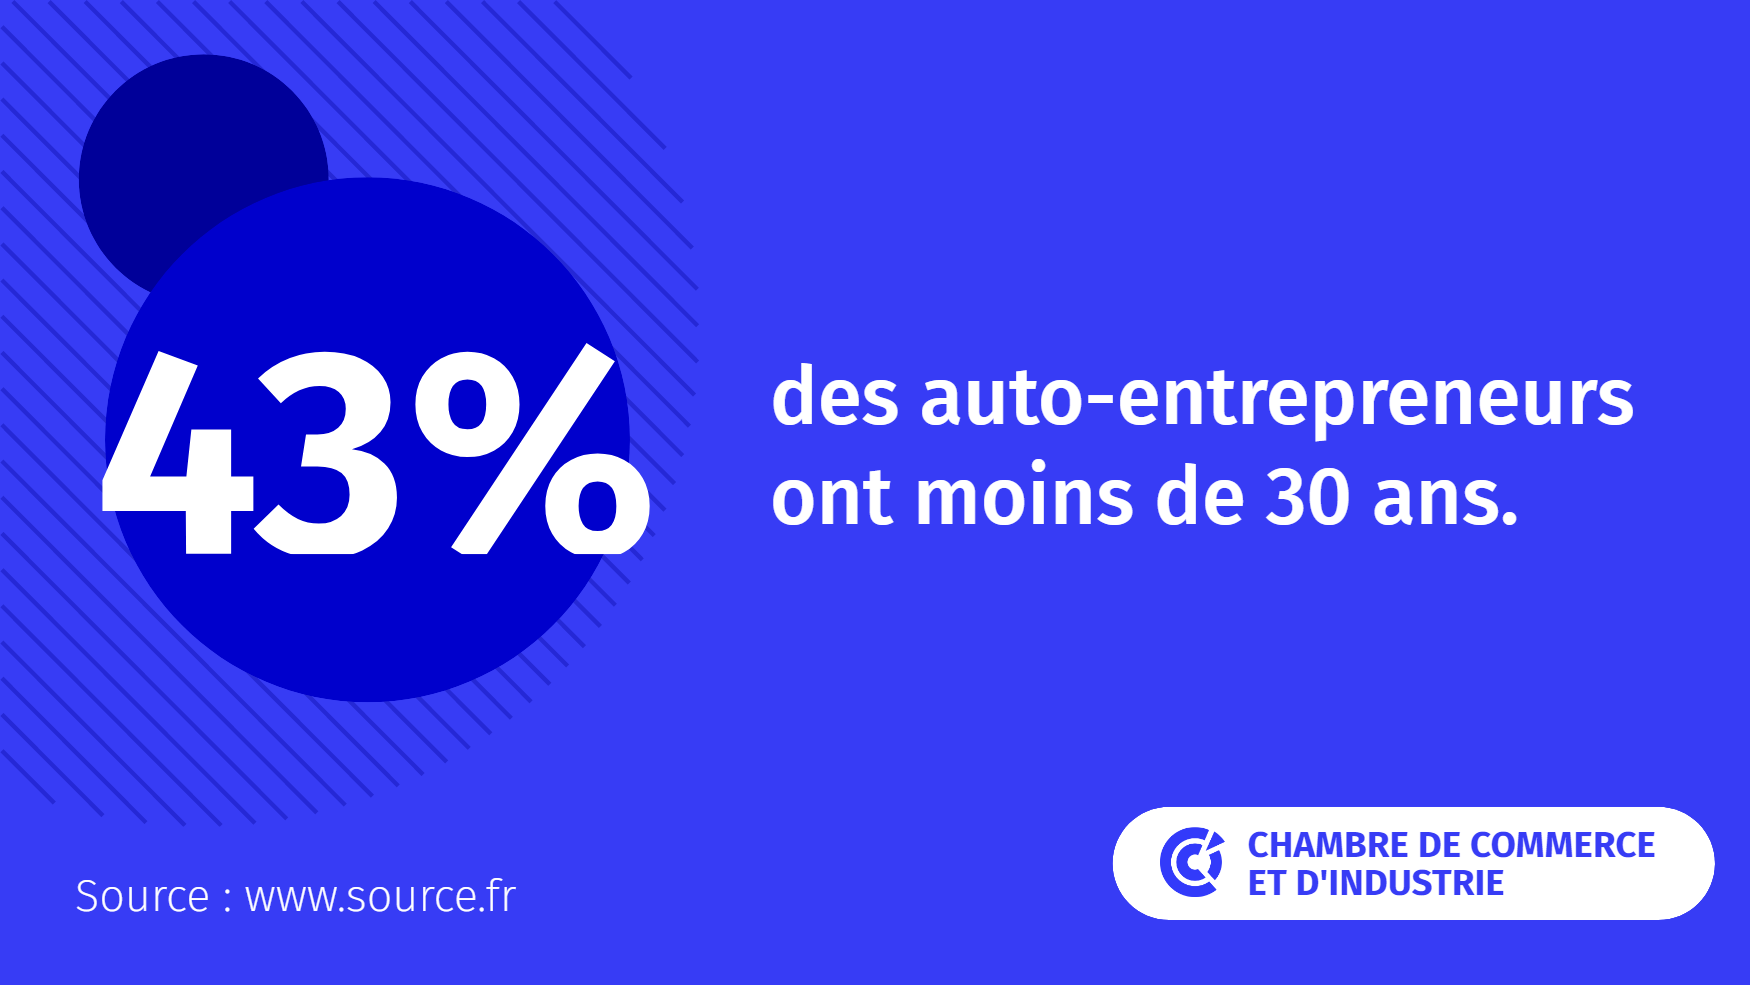 43%
des auto-entrepreneurs
ont moins de 30 ans.
Source : www.source.fr
CHAMBRE DE COMMERCE
ET D'INDUSTRIE